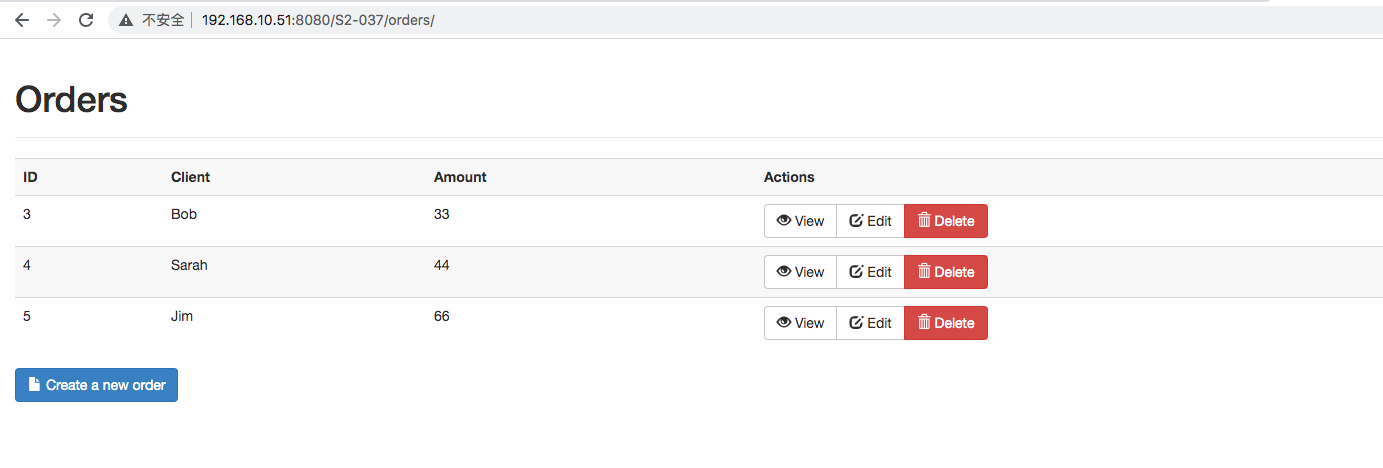 不安全 192.168.10.51:8080/S2-037/orders/
Orders
ID Client Amount Actions
3 Bob 33 View Edit Delete
4 Sarah 44 View Edit Delete
5 Jim 66 View Edit Delete
Create a new order